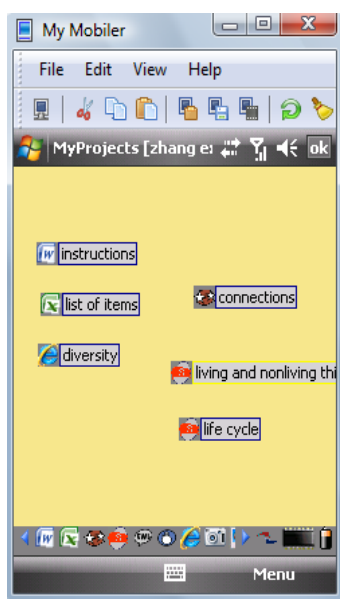 My Mobiler
File Edit View Help
MyProjects [zhang e:
ok
instructions
connections
list of items
diversity
living and nonliving thi
life cycle
Menu